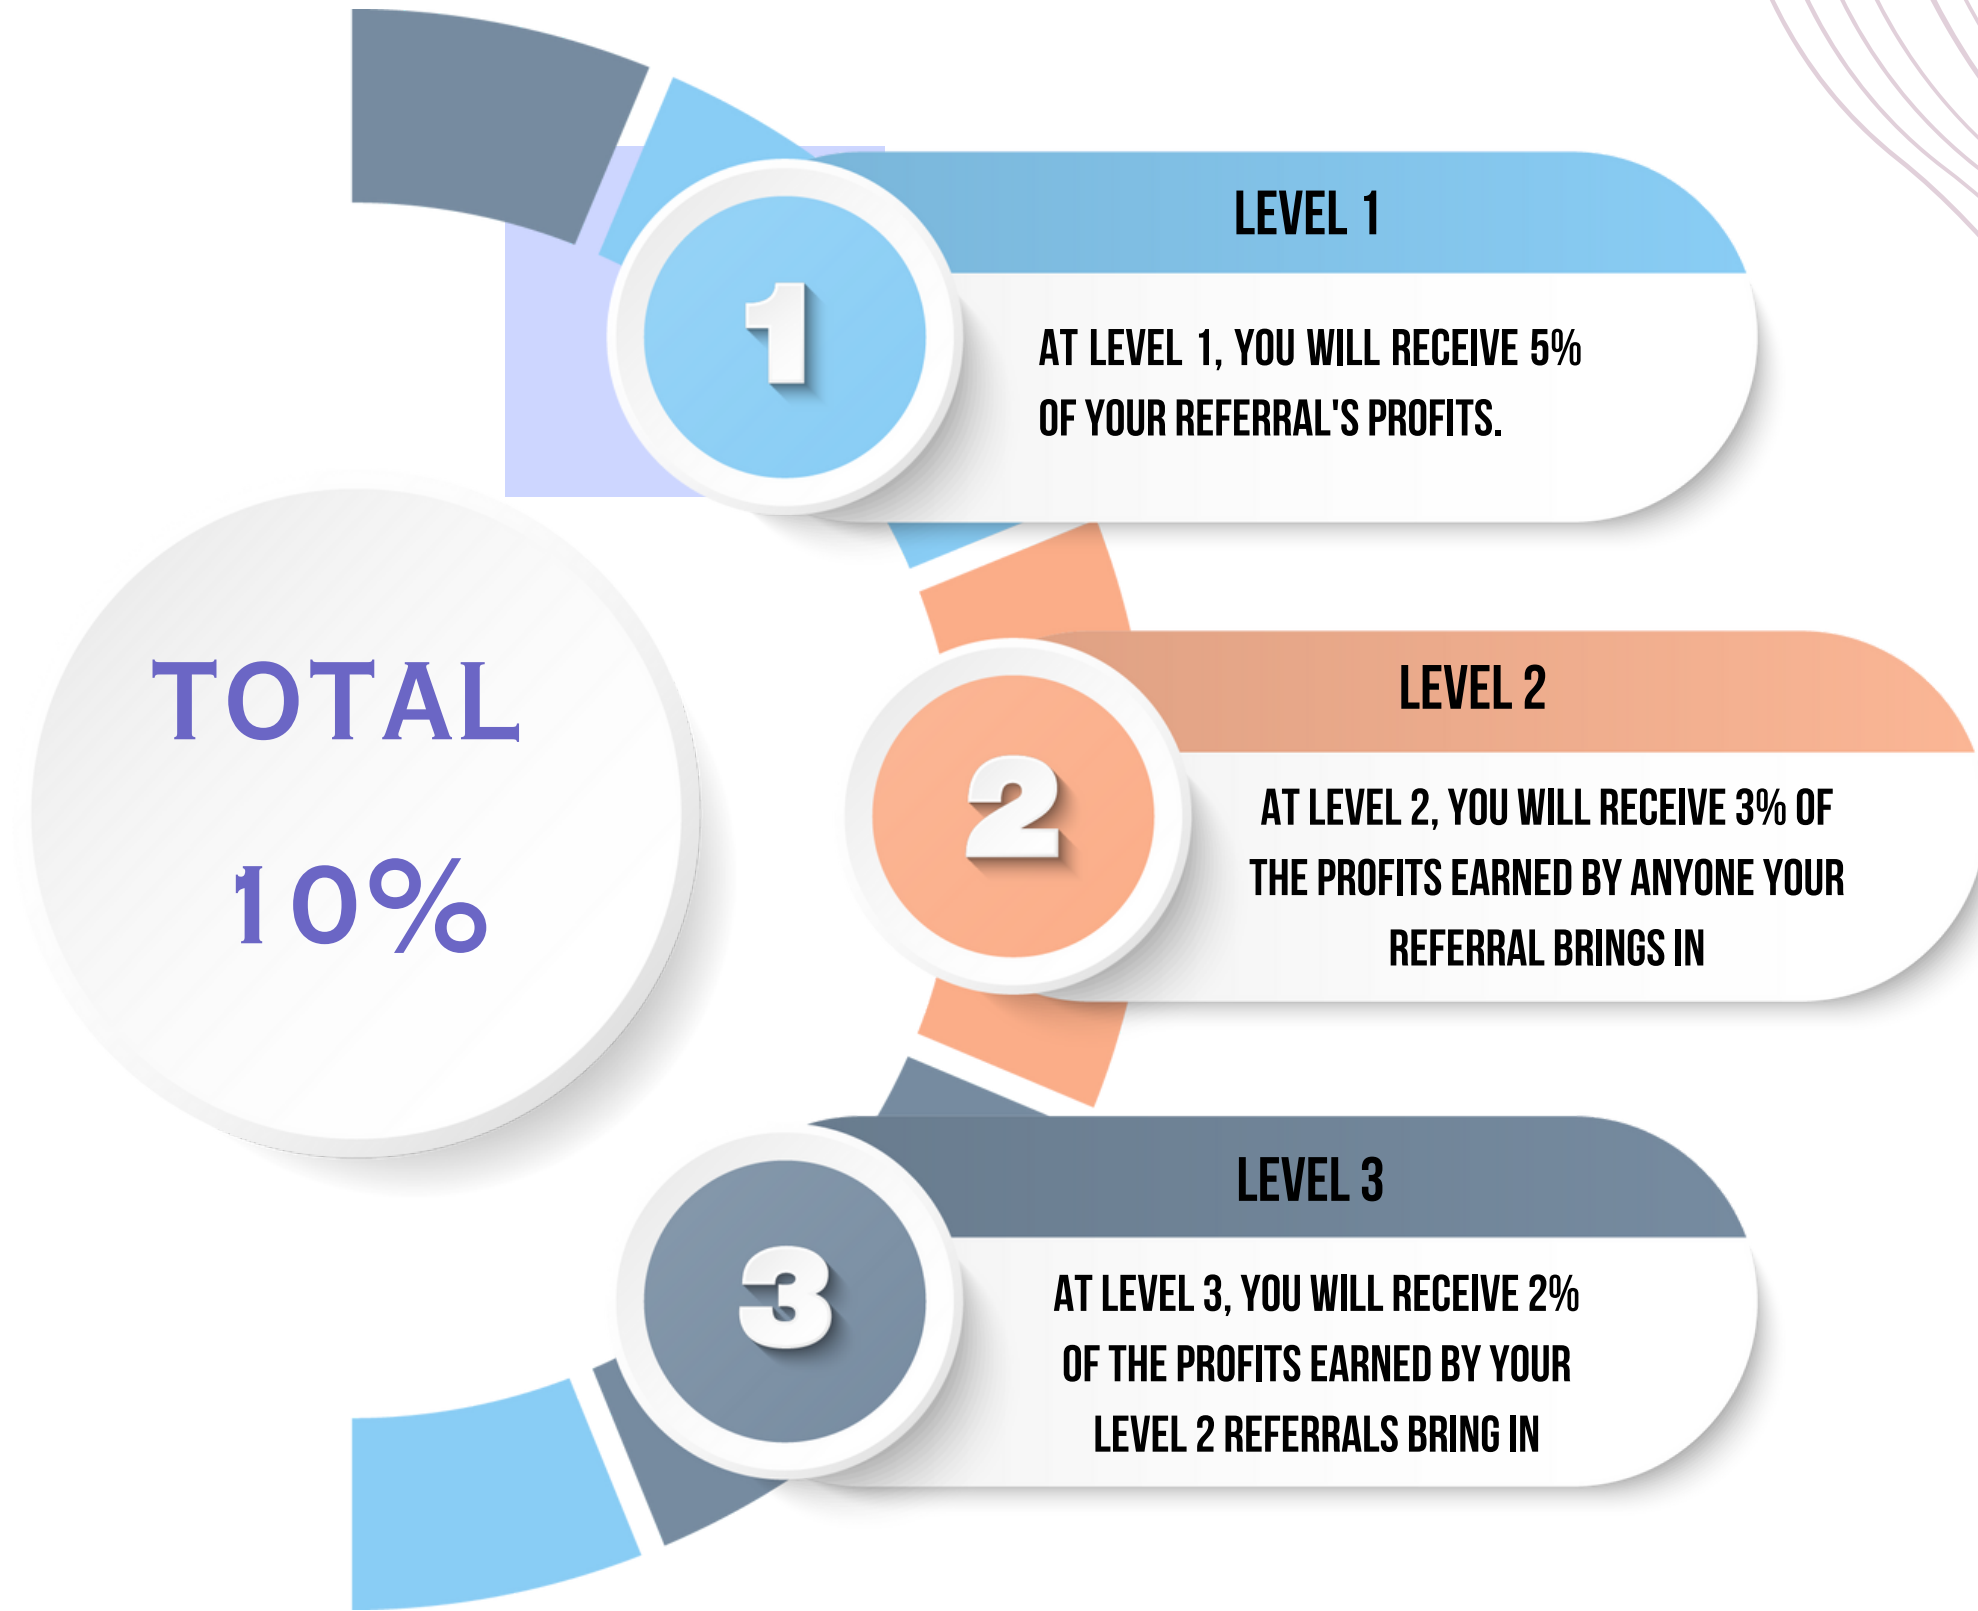 TOTAL
10%
1
LEVEL 1
AT LEVEL 1, YOU WILL RECEIVE 5%
OF YOUR REFERRAL'S PROFITS.
2
LEVEL 2
AT LEVEL 2, YOU WILL RECEIVE 3% OF
THE PROFITS EARNED BY ANYONE YOUR
REFERRAL BRINGS IN
3
LEVEL 3
AT LEVEL 3, YOU WILL RECEIVE 2%
OF THE PROFITS EARNED BY YOUR
LEVEL 2 REFERRALS BRING IN